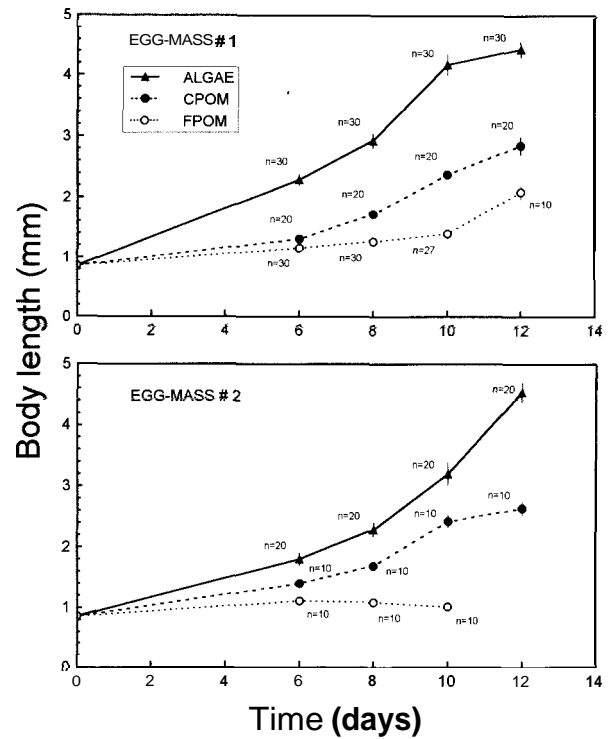 5
EGG-MASS #1
ALGAE
CPOM
FPOM
n=30
n=30
n=30
n=30
n=20
n=20
n=20
n=20
n=30
n=30
n=27
n=10
4
3
2
1
0
0 2 4 6 8 10 12 14
5
EGG-MASS # 2
n=20
n=20
n=20
n=20
n=10
n=10
n=10
n=10
n=10
n=10
n=10
4
3
2
1
0
0 2 4 6 8 10 12 14
Body length (mm)
Time (days)